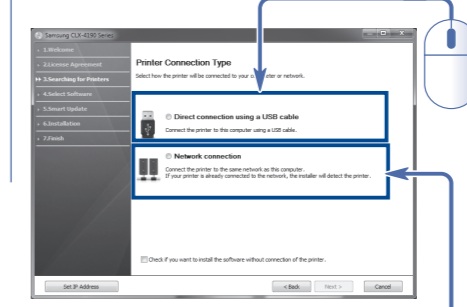 Samsung CLX-4190 Series
1.Welcome
2.License Agreement
3.Searching for Printers
4.Select Software
5.Smart Update
6.Installation
7.Finish
Printer Connection Type
Select how the printer will be connected to your computer or network.
Direct connection using a USB cable
Connect the printer to this computer using a USB cable.
Network connection
Connect the printer to the same network as this computer.
If your printer is already connected to the network, the installer will detect the printer.
Check if you want to install the software without connection of the printer.
Set IP Address
< Back
Next >
Cancel